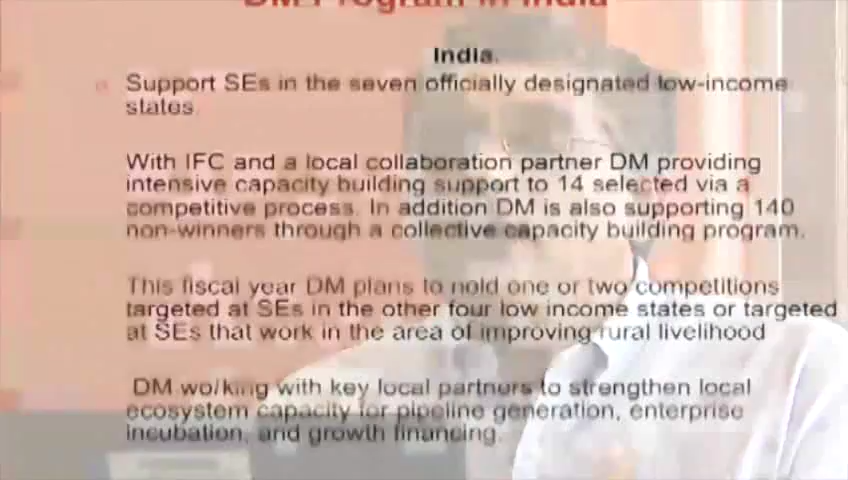 DM Program in India
India.
Support SEs in the seven officially designated low-income
states.
With IFC and a local collaboration partner DM providing
intensive capacity building support to 14 selected via a
competitive process. In addition DM is also supporting 140
non-winners through a collective capacity building program.
This fiscal year DM plans to hold one or two competitions
targeted at SEs in the other four low income states or targeted
at SEs that work in the area of improving rural livelihood
DM working with key local partners to strengthen local
ecosystem capacity for pipeline generation, enterprise
incubation, and growth financing.